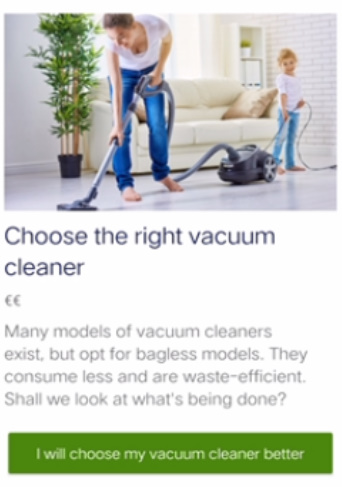 Choose the right vacuum
cleaner
€€
Many models of vacuum cleaners
exist, but opt for bagless models. They
consume less and are waste-efficient.
Shall we look at what's being done?
I will choose my vacuum cleaner better